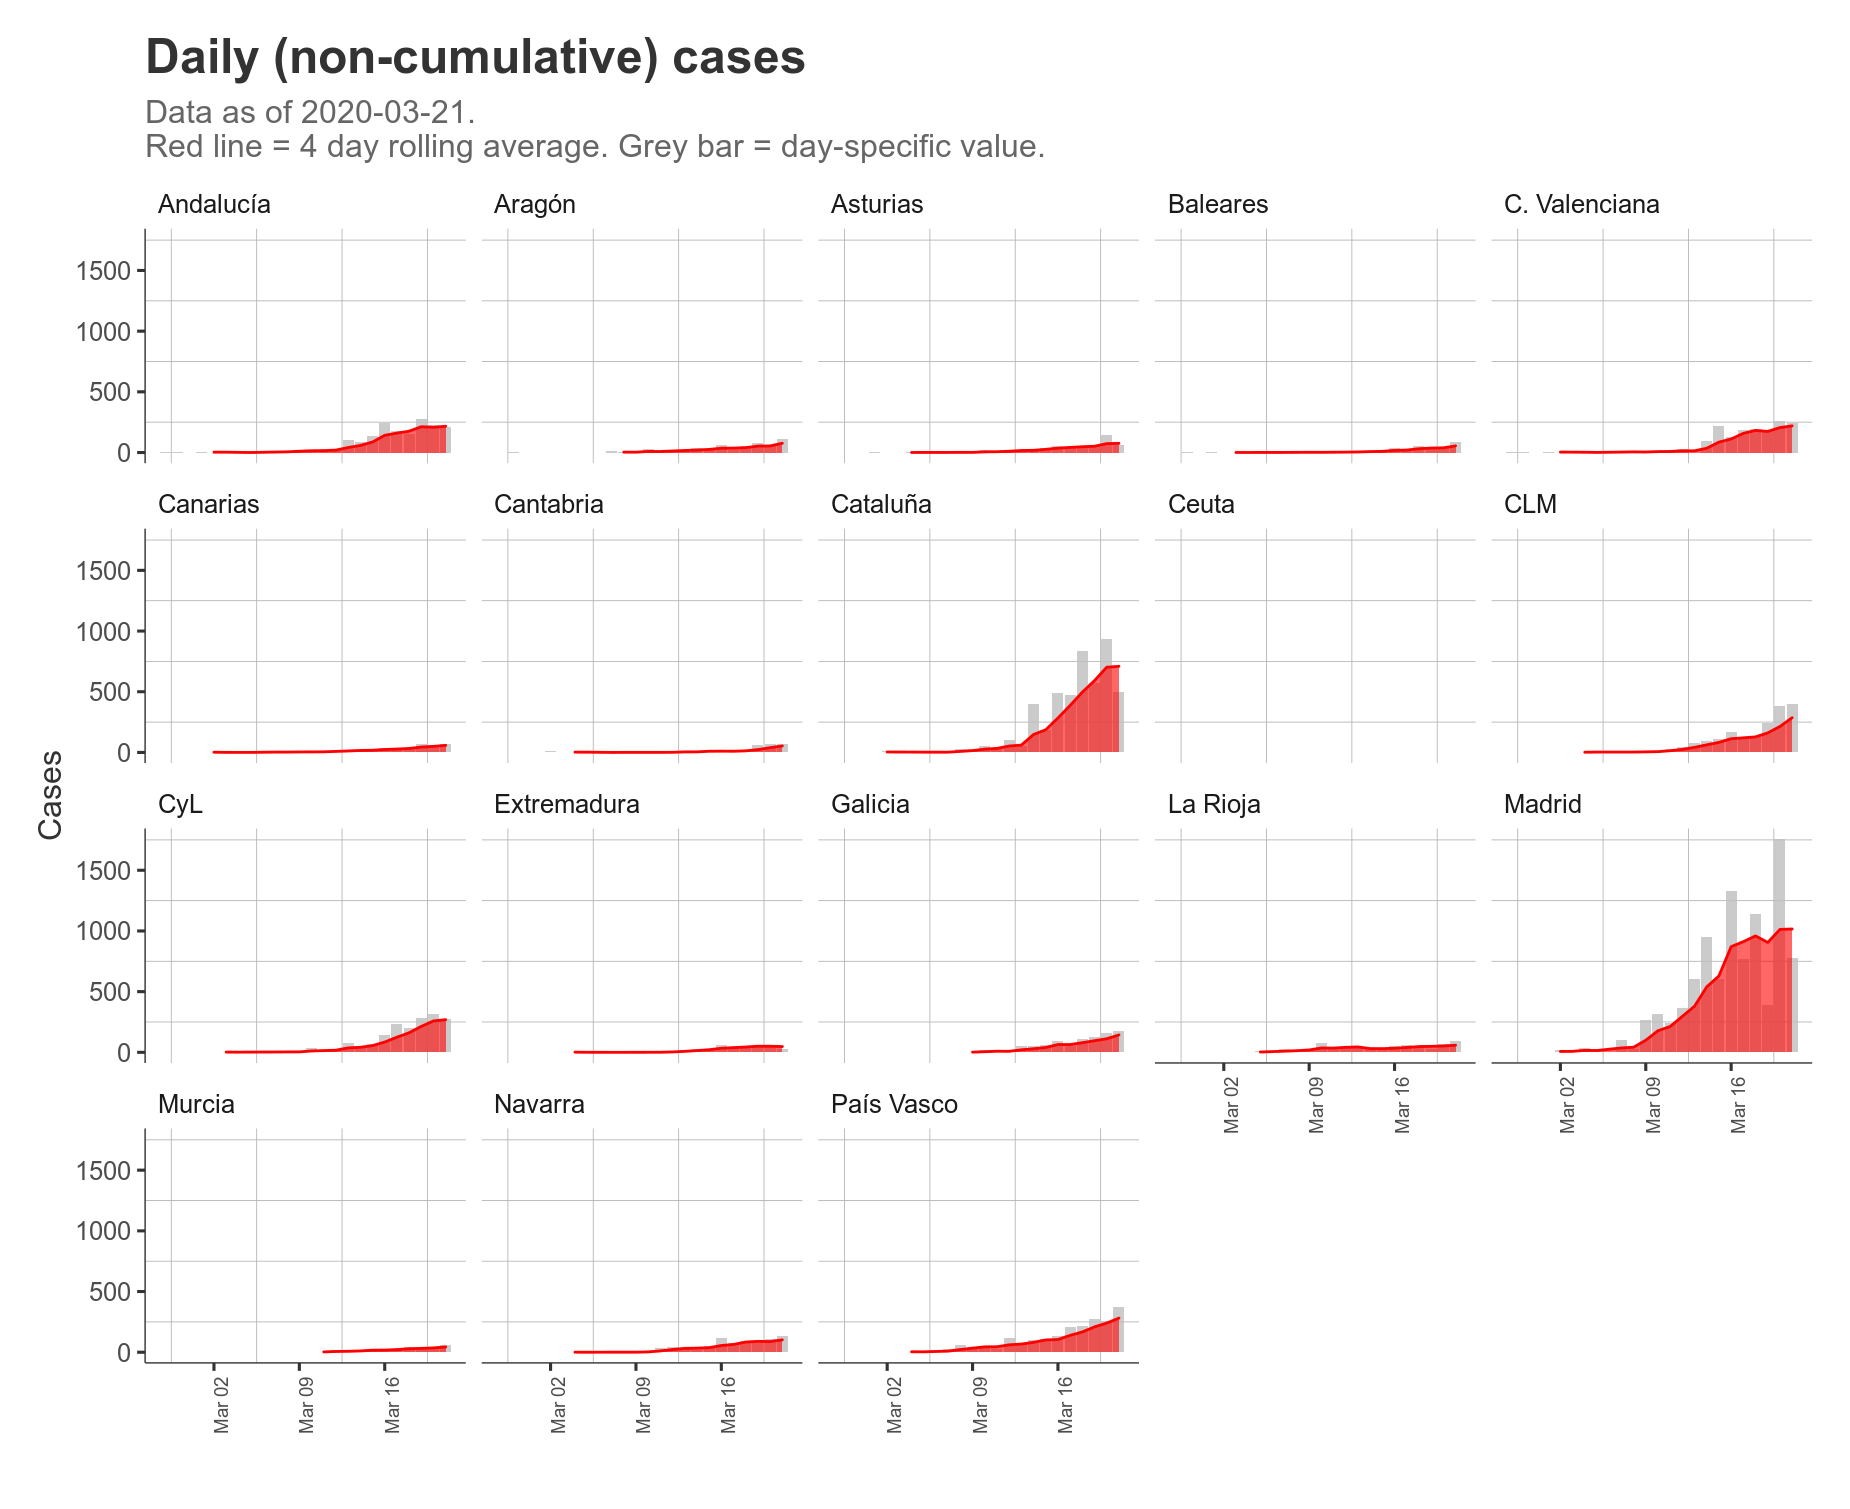 Daily (non-cumulative) cases
Data as of 2020-03-21.
Red line = 4 day rolling average. Grey bar = day-specific value.
Andalucía Aragón Asturias Baleares C. Valenciana
1500
1000
500
0
Canarias Cantabria Cataluña Ceuta CLM
1500
1000
500
0
Cases
CyL Extremadura Galicia La Rioja Madrid
1500
1000
500
0
Mar 02 Mar 09 Mar 16 Mar 02 Mar 09 Mar 16
Murcia Navarra País Vasco
1500
1000
500
0
Mar 02 Mar 09 Mar 16 Mar 02 Mar 09 Mar 16 Mar 02 Mar 09 Mar 16